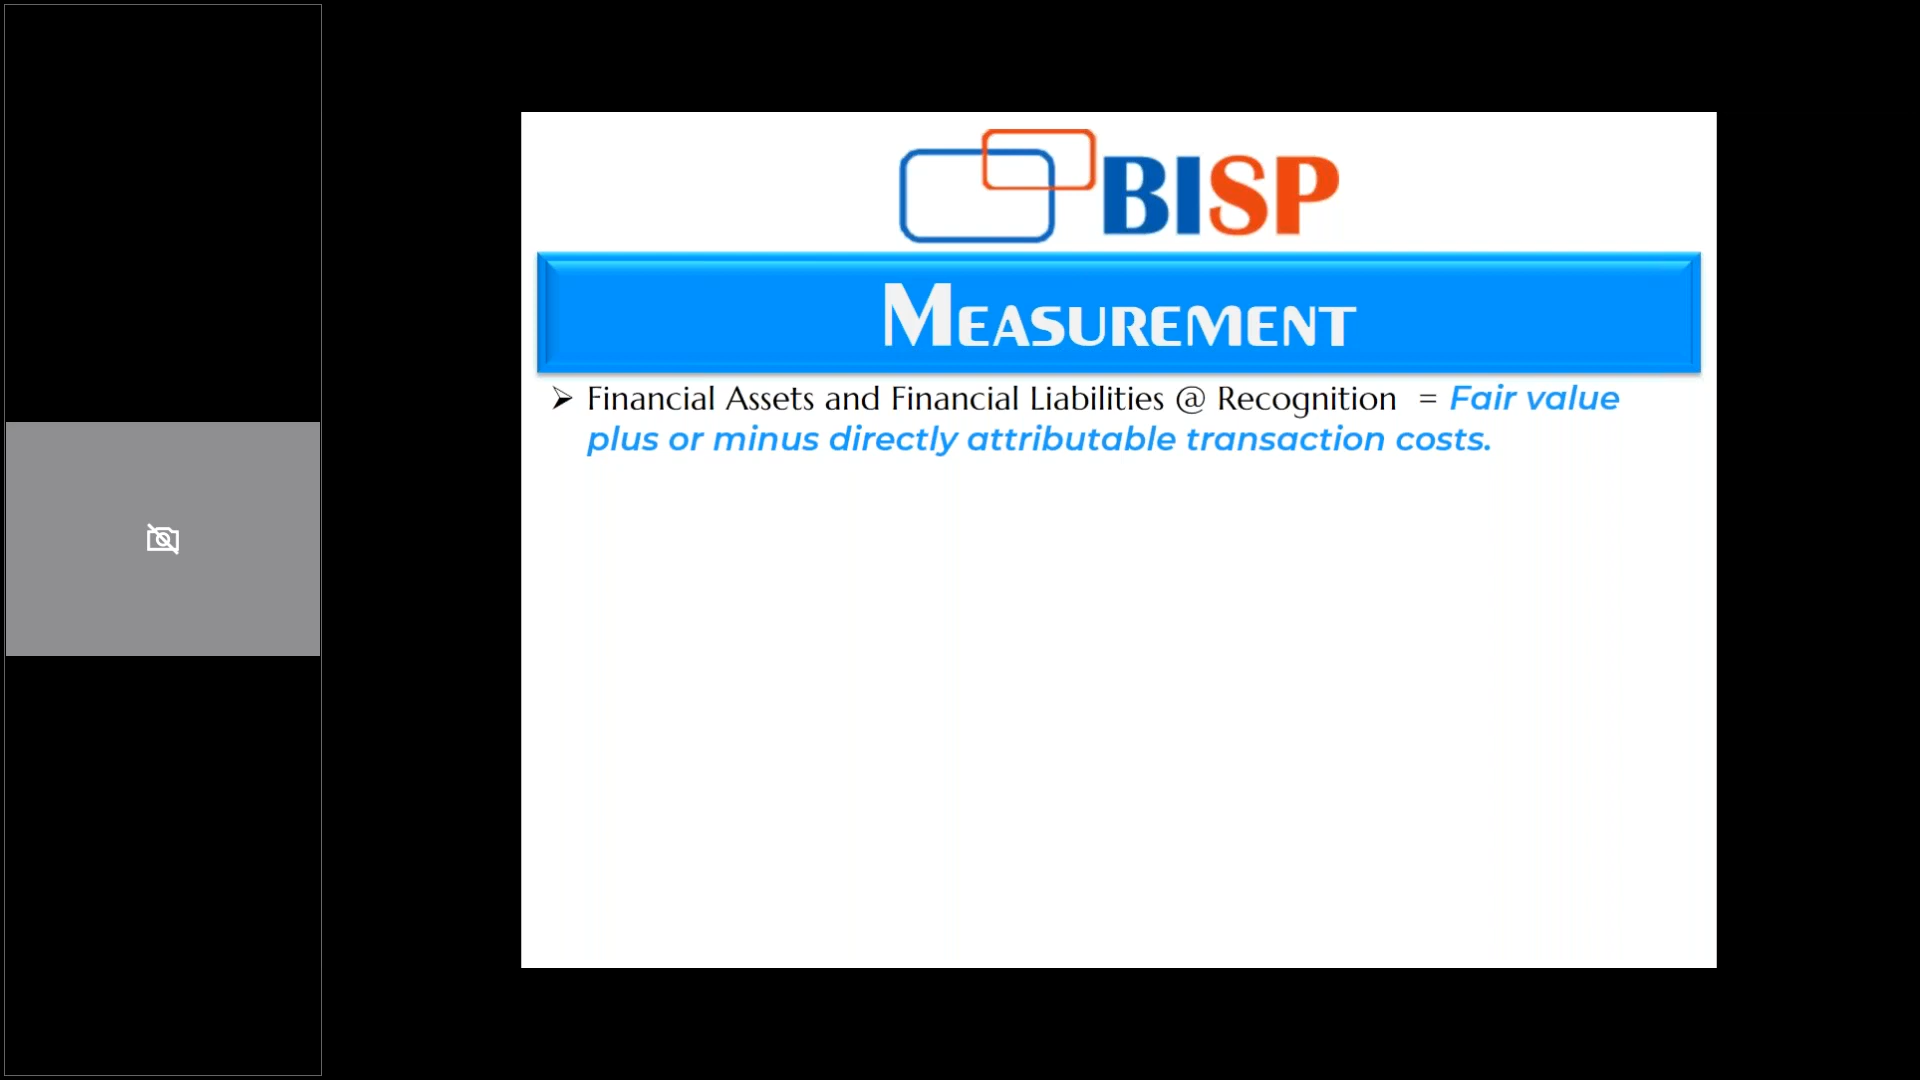 BISP
MEASUREMENT
➢ Financial Assets and Financial Liabilities @ Recognition = Fair value
plus or minus directly attributable transaction costs.